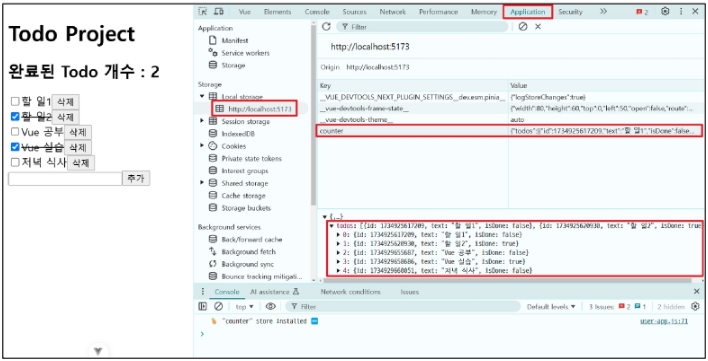 Todo Project
완료된 Todo 개수 : 2
할 일1 삭제
할 일2 삭제
Vue 공부 삭제
Vue 실습 삭제
저녁 식사 삭제
추가
Vue Elements Console Sources Network Performance Memory Application Security 2
Application
Manifest
Service workers
Storage
Storage
Local storage
http://localhost:5173
Session storage
IndexedDB
Cookies
Private state tokens
Interest groups
Shared storage
Cache storage
Storage buckets
Background services
Back/forward cache
Background fetch
Background sync
Bounce tracking mitigati...
Filter
http://localhost:5173
Origin http://localhost:5173
Key Value
__VUE_DEVTOOLS_NEXT_PLUGIN_SETTINGS__dev.esm.pinia__ {"logStoreChanges":true}
__vue-devtools-frame-state__ {"width":80,"height":60,"top":0,"left":50,"open":false,"route":...
__vue-devtools-theme__ auto
counter {"todos":[{"id":1734925617209,"text":"할 일1","isDone":false...
{,…}
todos: [{id: 1734925617209, text: "할 일1", isDone: false}, {id: 1734925620930, text: "할 일2", isDone: true
0: {id: 1734925617209, text: "할 일1", isDone: false}
1: {id: 1734925620930, text: "할 일2", isDone: true}
2: {id: 1734929655687, text: "Vue 공부", isDone: false}
3: {id: 1734929658686, text: "Vue 실습", isDone: true}
4: {id: 1734929660051, text: "저녁 식사", isDone: false}
Console AI assistance Network conditions Issues
top Filter Default levels 3 Issues: 2 1 2 hidden
"counter" store installed user-app.js:71